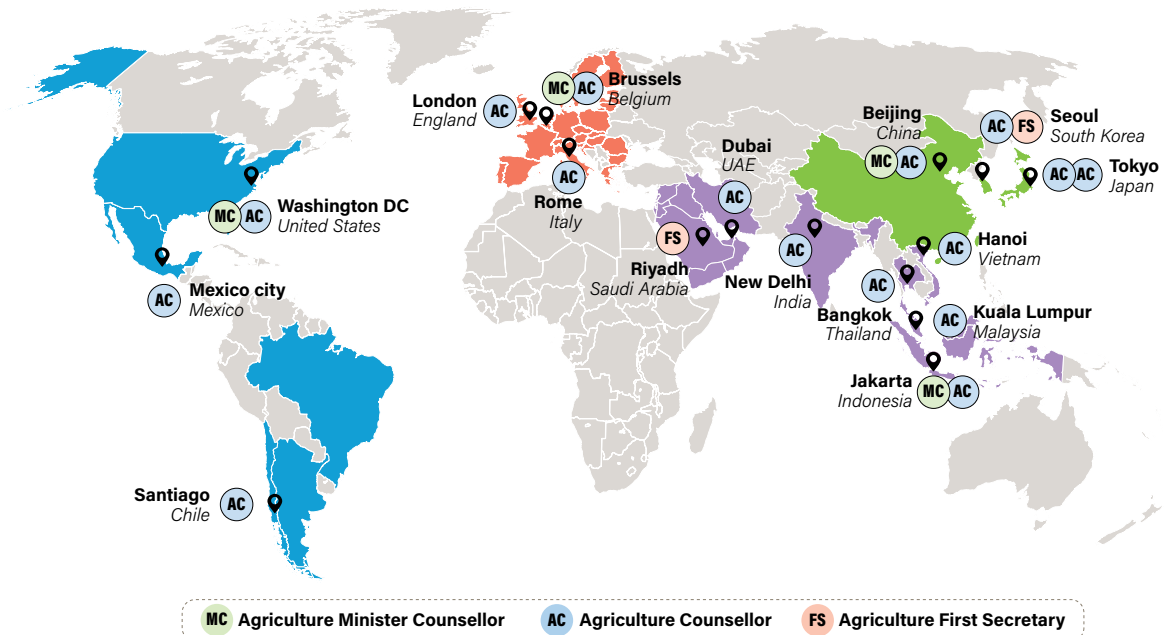 MC AC Brussels
Belgium
London
AC
England
Beijing
China
MC AC
AC FS Seoul
South Korea
Dubai
UAE
AC
AC AC Tokyo
Japan
AC
Rome
Italy
MC AC Washington DC
United States
FS
Riyadh
Saudi Arabia
AC
New Delhi
India
AC Hanoi
Vietnam
AC
Bangkok
Thailand
Mexico city
AC
Mexico
AC Kuala Lumpur
Malaysia
Jakarta
Indonesia
MC AC
Santiago
Chile
AC
MC Agriculture Minister Counsellor AC Agriculture Counsellor FS Agriculture First Secretary